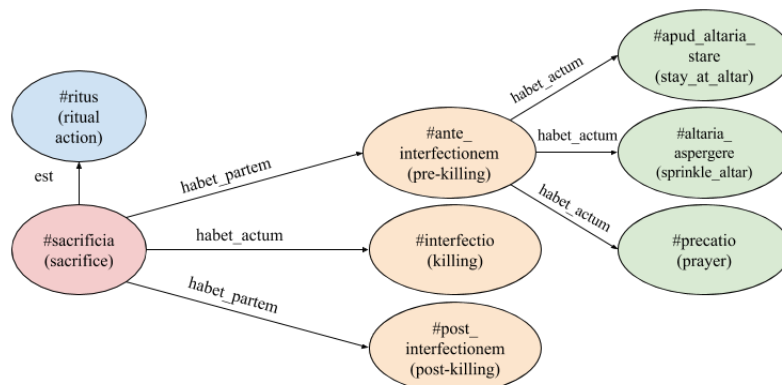 #apud_altaria_
stare
(stay_at_altar)
habet_actum
#ritus
(ritual
action)
#ante_
interfectionem
(pre-killing)
habet_actum
#altaria_
aspergere
(sprinkle_altar)
est
habet_partem
habet_actum
#sacrificia
(sacrifice)
habet_actum
#interfectio
(killing)
#precatio
(prayer)
habet_partem
#post_
interfectionem
(post-killing)